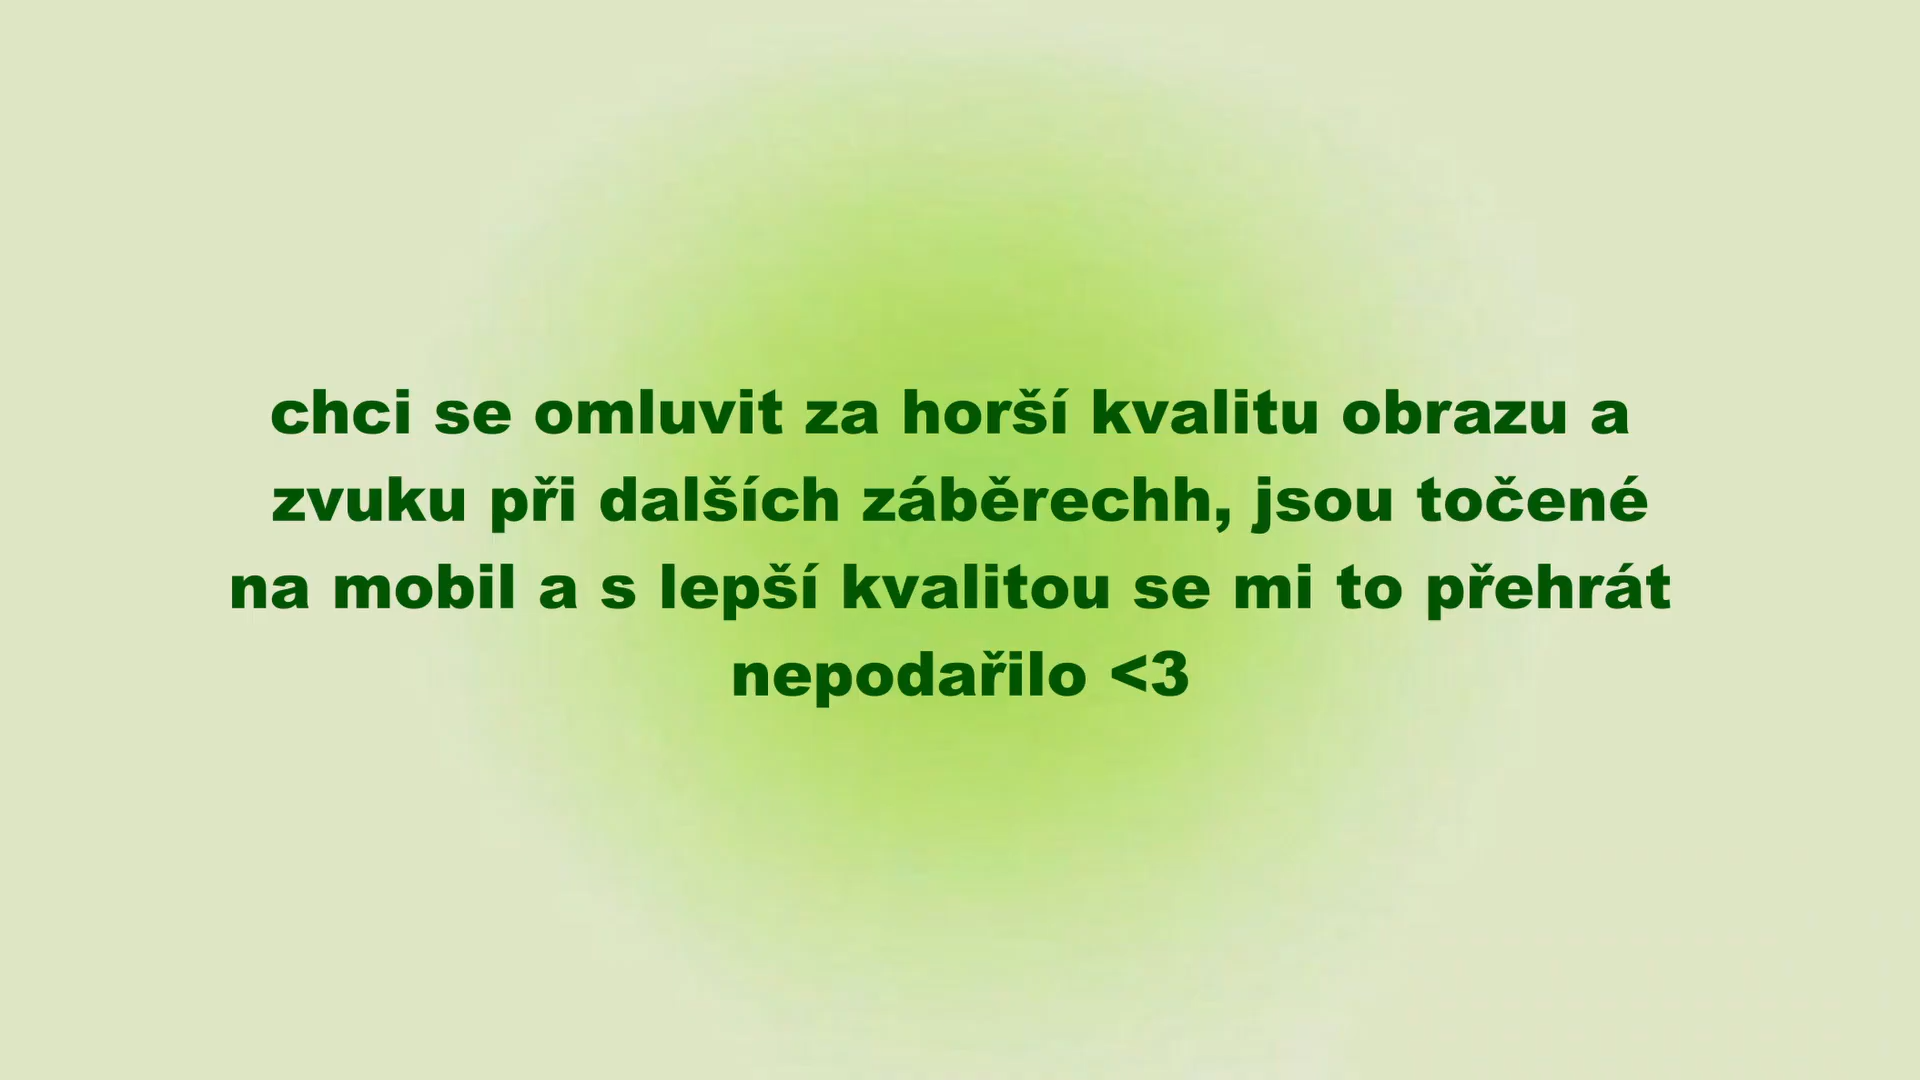 chci se omluvit za horší kvalitu obrazu a
zvuku při dalších záběrechh, jsou točené
na mobil a s lepší kvalitou se mi to přehrát
nepodařilo <3